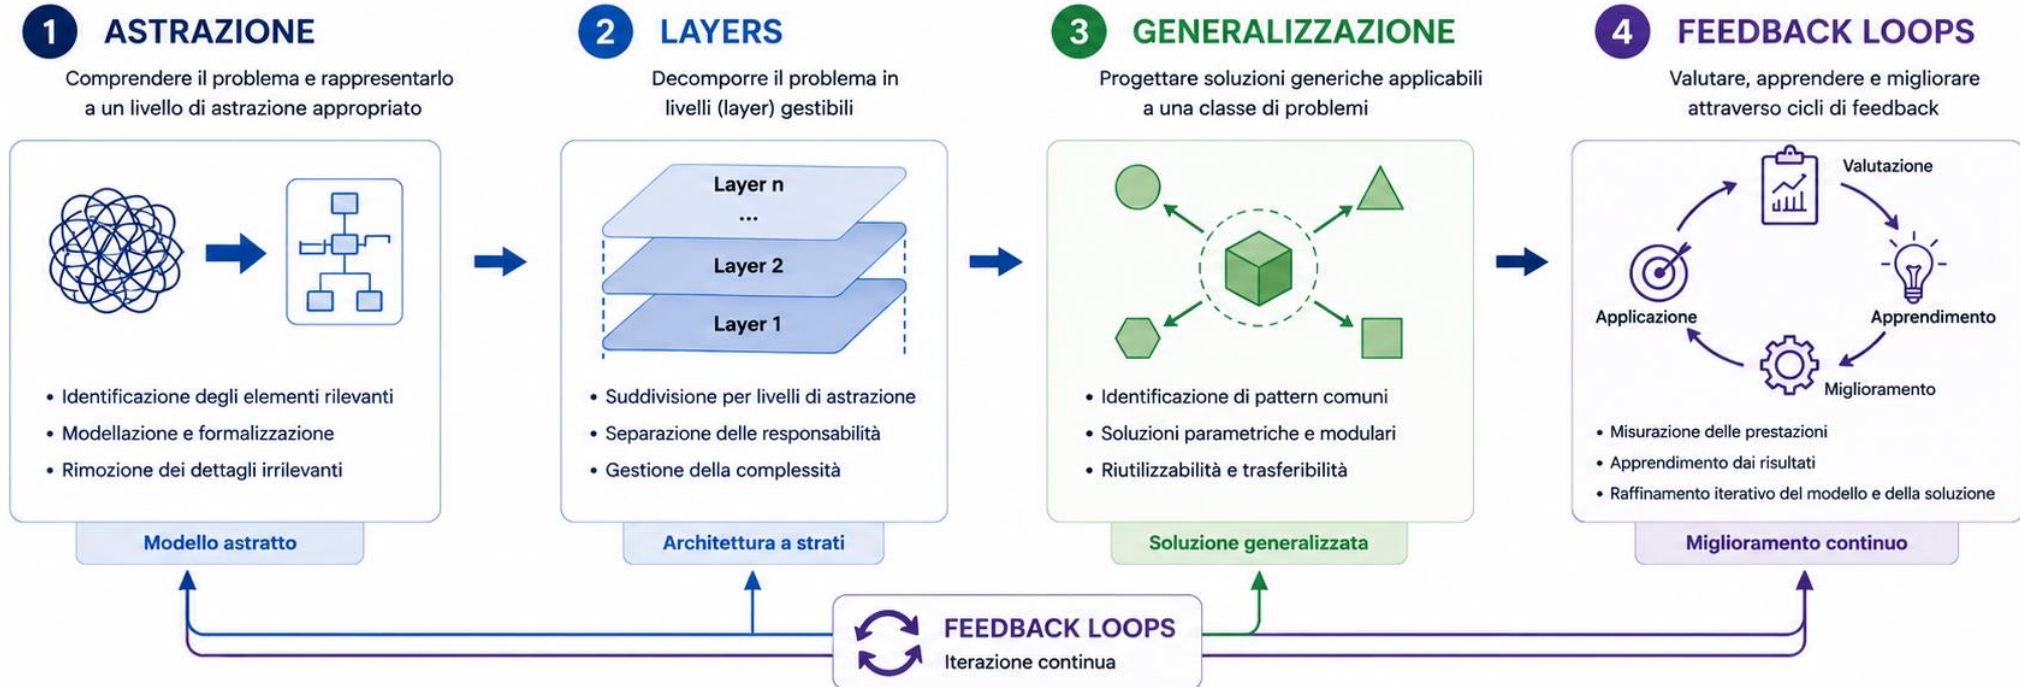 1 ASTRAZIONE
Comprendere il problema e rappresentarlo
a un livello di astrazione appropriato
• Identificazione degli elementi rilevanti
• Modellazione e formalizzazione
• Rimozione dei dettagli irrilevanti
Modello astratto
2 LAYERS
Decomporre il problema in
livelli (layer) gestibili
Layer n
...
Layer 2
Layer 1
• Suddivisione per livelli di astrazione
• Separazione delle responsabilità
• Gestione della complessità
Architettura a strati
3 GENERALIZZAZIONE
Progettare soluzioni generiche applicabili
a una classe di problemi
• Identificazione di pattern comuni
• Soluzioni parametriche e modulari
• Riutilizzabilità e trasferibilità
Soluzione generalizzata
4 FEEDBACK LOOPS
Valutare, apprendere e migliorare
attraverso cicli di feedback
Valutazione
Applicazione
Apprendimento
Miglioramento
• Misurazione delle prestazioni
• Apprendimento dai risultati
• Raffinamento iterativo del modello e della soluzione
Miglioramento continuo
FEEDBACK LOOPS
Iterazione continua